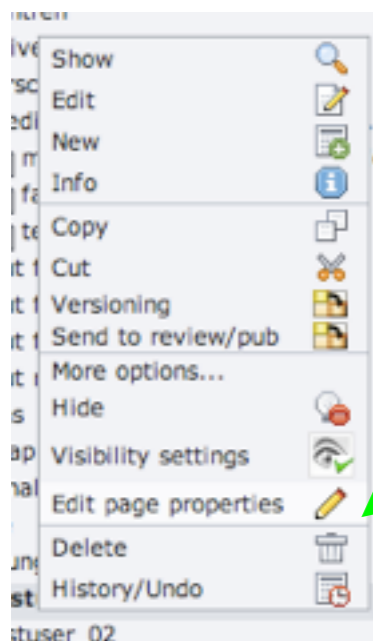 Show
Edit
New
Info
Copy
Cut
Versioning
Send to review/pub
More options...
Hide
Visibility settings
Edit page properties
Delete
History/Undo
stuser_02